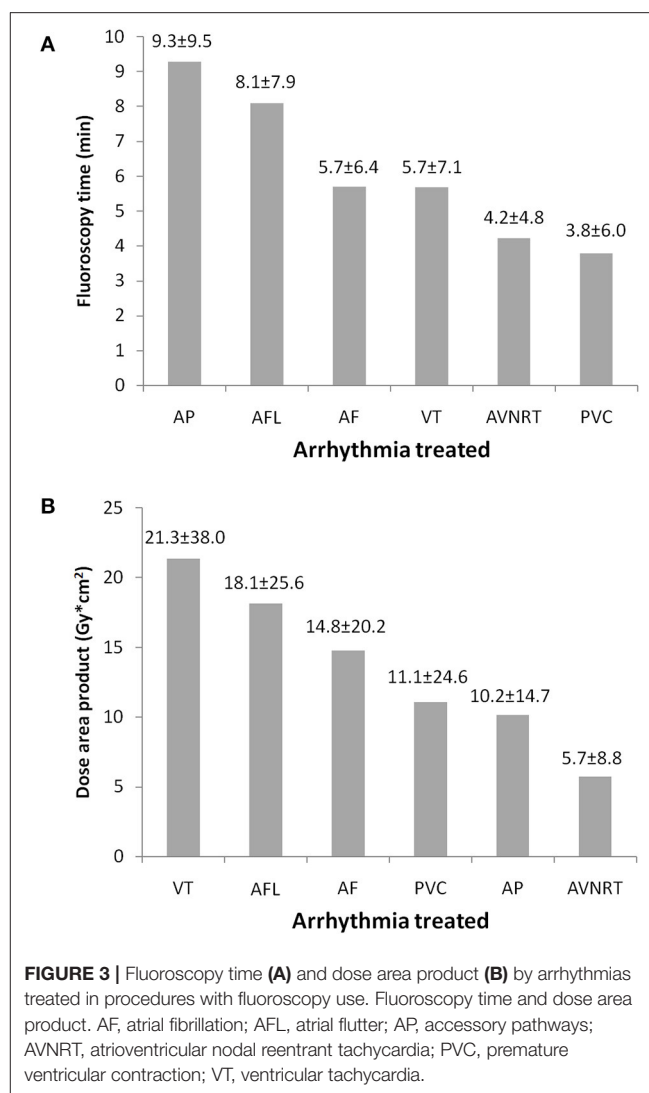 A
Fluoroscopy time (min)
10
9
8
7
6
5
4
3
2
1
0
9.3±9.5
8.1±7.9
5.7±6.4
5.7±7.1
4.2±4.8
3.8±6.0
AP AFL AF VT AVNRT PVC
Arrhythmia treated
B
Dose area product (Gy*cm²)
25
20
15
10
5
0
21.3±38.0
18.1±25.6
14.8±20.2
11.1±24.6
10.2±14.7
5.7±8.8
VT AFL AF PVC AP AVNRT
Arrhythmia treated
FIGURE 3 | Fluoroscopy time (A) and dose area product (B) by arrhythmias
treated in procedures with fluoroscopy use. Fluoroscopy time and dose area
product. AF, atrial fibrillation; AFL, atrial flutter; AP, accessory pathways;
AVNRT, atrioventricular nodal reentrant tachycardia; PVC, premature
ventricular contraction; VT, ventricular tachycardia.